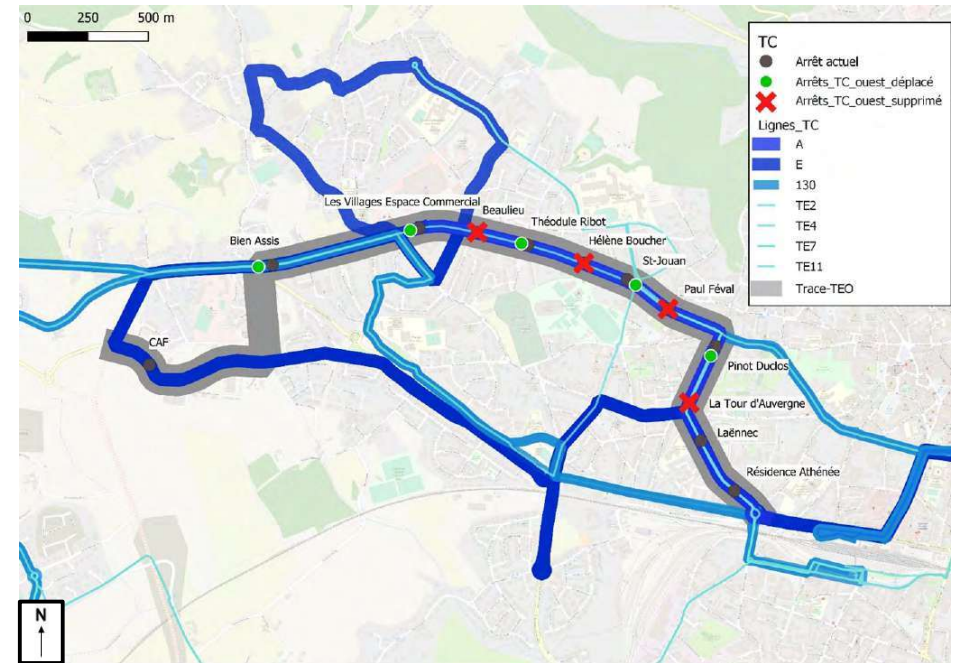 0 250 500 m
TC
Arrêt actuel
Arrêts_TC_ouest_déplacé
Arrêts_TC_ouest_supprimé
Lignes_TC
A
E
130
TE2
TE4
TE7
TE11
Trace-TEO
Les Villages Espace Commercial
Beaulieu
Théodule Ribot
Bien Assis
Hélène Boucher
St-Jouan
Paul Féval
CAF
Pinot Duclos
La Tour d'Auvergne
Laënnec
Résidence Athénée
N